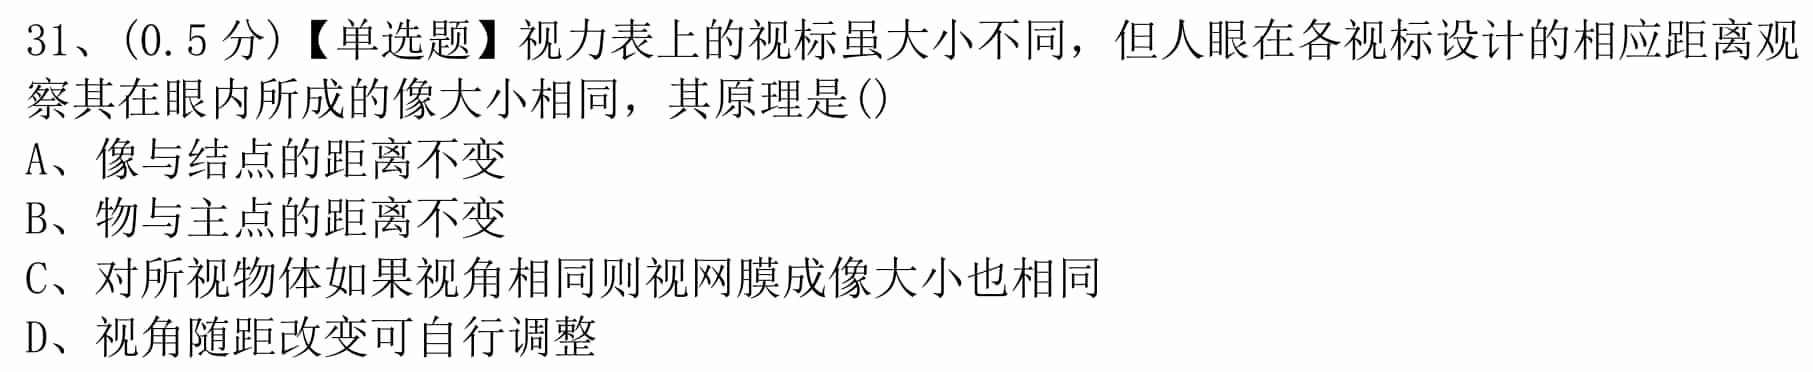 31、(0.5 分)【单选题】视力表上的视标虽大小不同，但人眼在各视标设计的相应距离观
察其在眼内所成的像大小相同，其原理是()
A、像与结点的距离不变
B、物与主点的距离不变
C、对所视物体如果视角相同则视网膜成像大小也相同
D、视角随距改变可自行调整